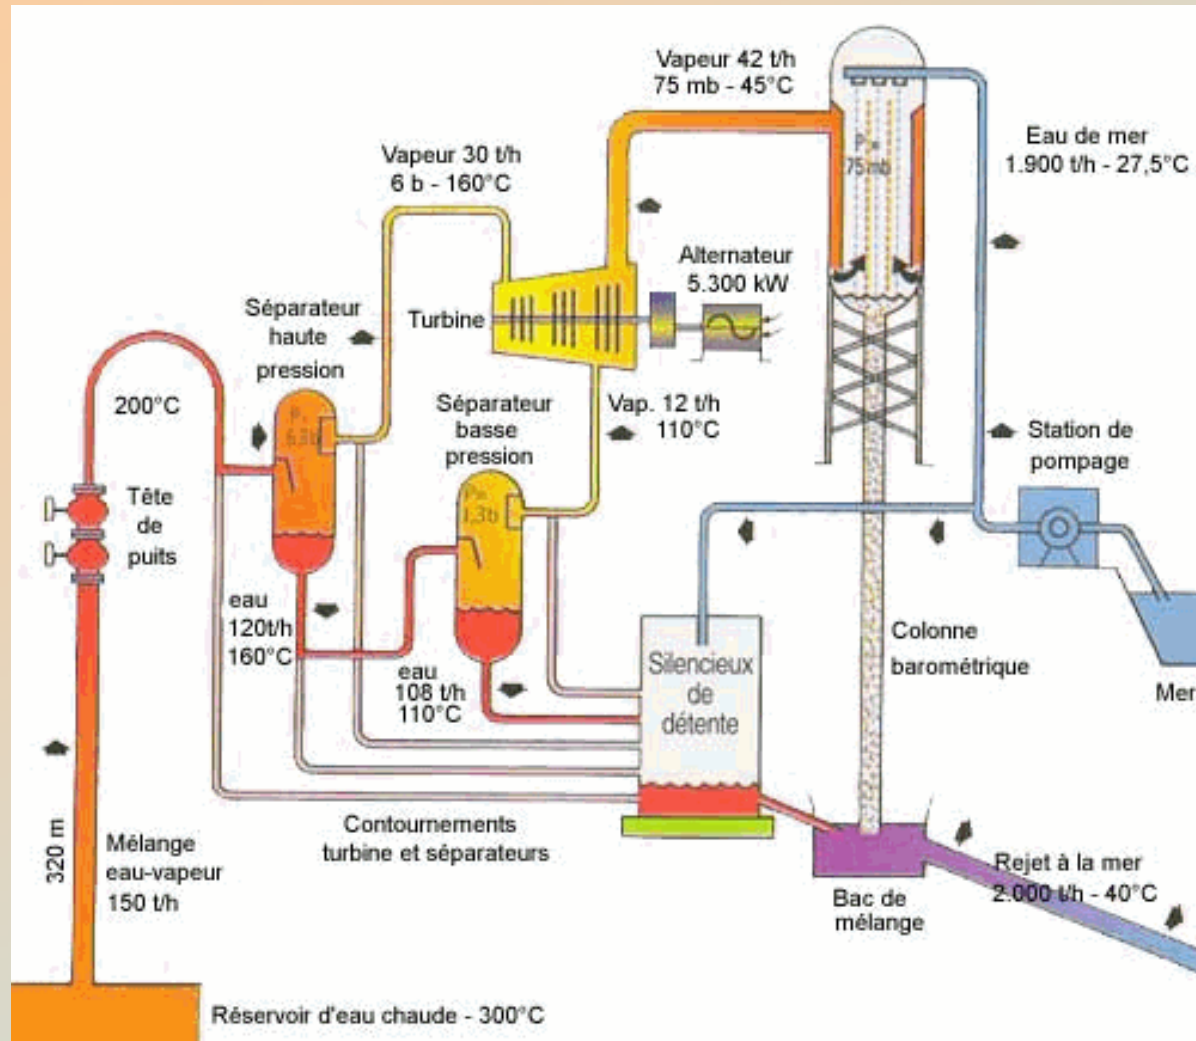 Vapeur 42 t/h
75 mb - 45°C
Eau de mer
1.900 t/h - 27,5°C
75 mb
Vapeur 30 t/h
6 b - 160°C
Alternateur
5.300 kW
Turbine
Séparateur
haute
pression
200°C
Séparateur
basse
pression
Vap. 12 t/h
110°C
Station de
pompage
Tête
de
puits
1,3b
eau
120t/h
160°C
eau
108 t/h
110°C
Silencieux
de
détente
Colonne
barométrique
Mer
320 m
Mélange
eau-vapeur
150 t/h
Contournements
turbine et séparateurs
Rejet à la mer
2.000 t/h - 40°C
Bac de
mélange
Réservoir d'eau chaude - 300°C